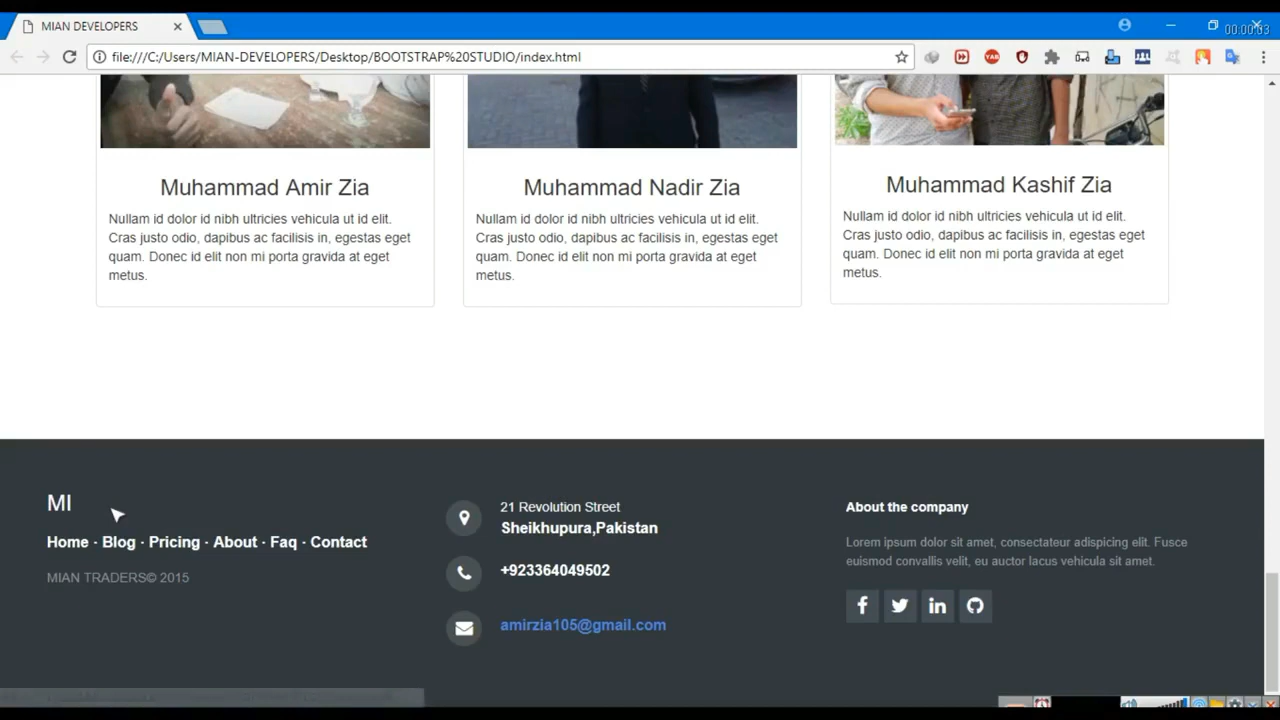 MIAN DEVELOPERS
00:00:03
file:///C:/Users/MIAN-DEVELOPERS/Desktop/BOOTSTRAP%20STUDIO/index.html
Muhammad Amir Zia
Nullam id dolor id nibh ultricies vehicula ut id elit.
Cras justo odio, dapibus ac facilisis in, egestas eget
quam. Donec id elit non mi porta gravida at eget
metus.
Muhammad Nadir Zia
Nullam id dolor id nibh ultricies vehicula ut id elit.
Cras justo odio, dapibus ac facilisis in, egestas eget
quam. Donec id elit non mi porta gravida at eget
metus.
Muhammad Kashif Zia
Nullam id dolor id nibh ultricies vehicula ut id elit.
Cras justo odio, dapibus ac facilisis in, egestas eget
quam. Donec id elit non mi porta gravida at eget
metus.
MI
Home · Blog · Pricing · About · Faq · Contact
MIAN TRADERS© 2015
21 Revolution Street
Sheikhupura,Pakistan
+923364049502
amirzia105@gmail.com
About the company
Lorem ipsum dolor sit amet, consectateur adispicing elit. Fusce
euismod convallis velit, eu auctor lacus vehicula sit amet.